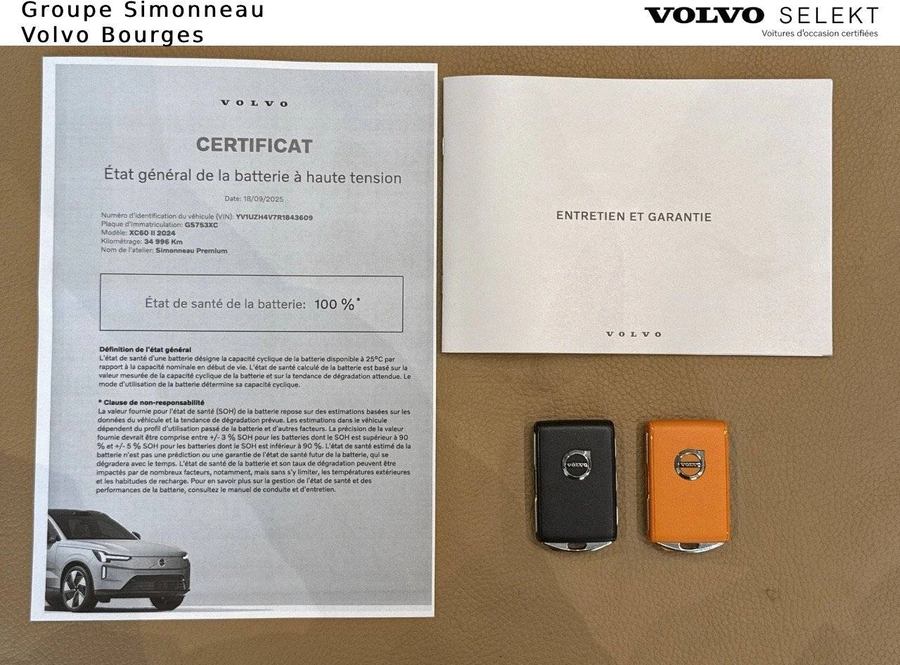 Groupe Simonneau
Volvo Bourges
VOLVO SELEKT
Voitures d'occasion certifiées
VOLVO
CERTIFICAT
État général de la batterie à haute tension
Date: 18/09/2025
Numéro d'identification du véhicule (VIN): YV1UZH4V7R1843609
Plaque d'immatriculation: GS753XC
Modèle: XC60 II 2024
Kilométrage: 34 996 Km
Nom de l'atelier: Simonneau Premium
État de santé de la batterie: 100 %*
Définition de l'état général
L'état de santé d'une batterie désigne la capacité cyclique de la batterie disponible à 25°C par
rapport à la capacité nominale en début de vie. L'état de santé calculé de la batterie est basé sur la
valeur mesurée de la capacité cyclique de la batterie et sur la tendance de dégradation attendue. Le
mode d'utilisation de la batterie détermine sa capacité cyclique.
* Clause de non-responsabilité
La valeur fournie pour l'état de santé (SOH) de la batterie repose sur des estimations basées sur les
données du véhicule et la tendance de dégradation prévue. Les estimations dans le véhicule
dépendent du profil d'utilisation passé de la batterie et d'autres facteurs. La précision de la valeur
fournie devrait être comprise entre +/- 3 % SOH pour les batteries dont le SOH est supérieur à 90
% et +/- 5 % SOH pour les batteries dont le SOH est inférieur à 90 %. L'état de santé estimé de la
batterie n'est pas une prédiction ou une garantie de l'état de santé futur de la batterie, qui se
dégradera avec le temps. L'état de santé et son taux de dégradation peuvent être
impactés par de nombreux facteurs, notamment, mais sans s'y limiter, les températures extérieures
et les habitudes de recharge. Pour en savoir plus sur la gestion de l'état de santé et des
performances de la batterie, consultez le manuel de conduite et d'entretien.
ENTRETIEN ET GARANTIE
VOLVO
VOLVO
VOLVO